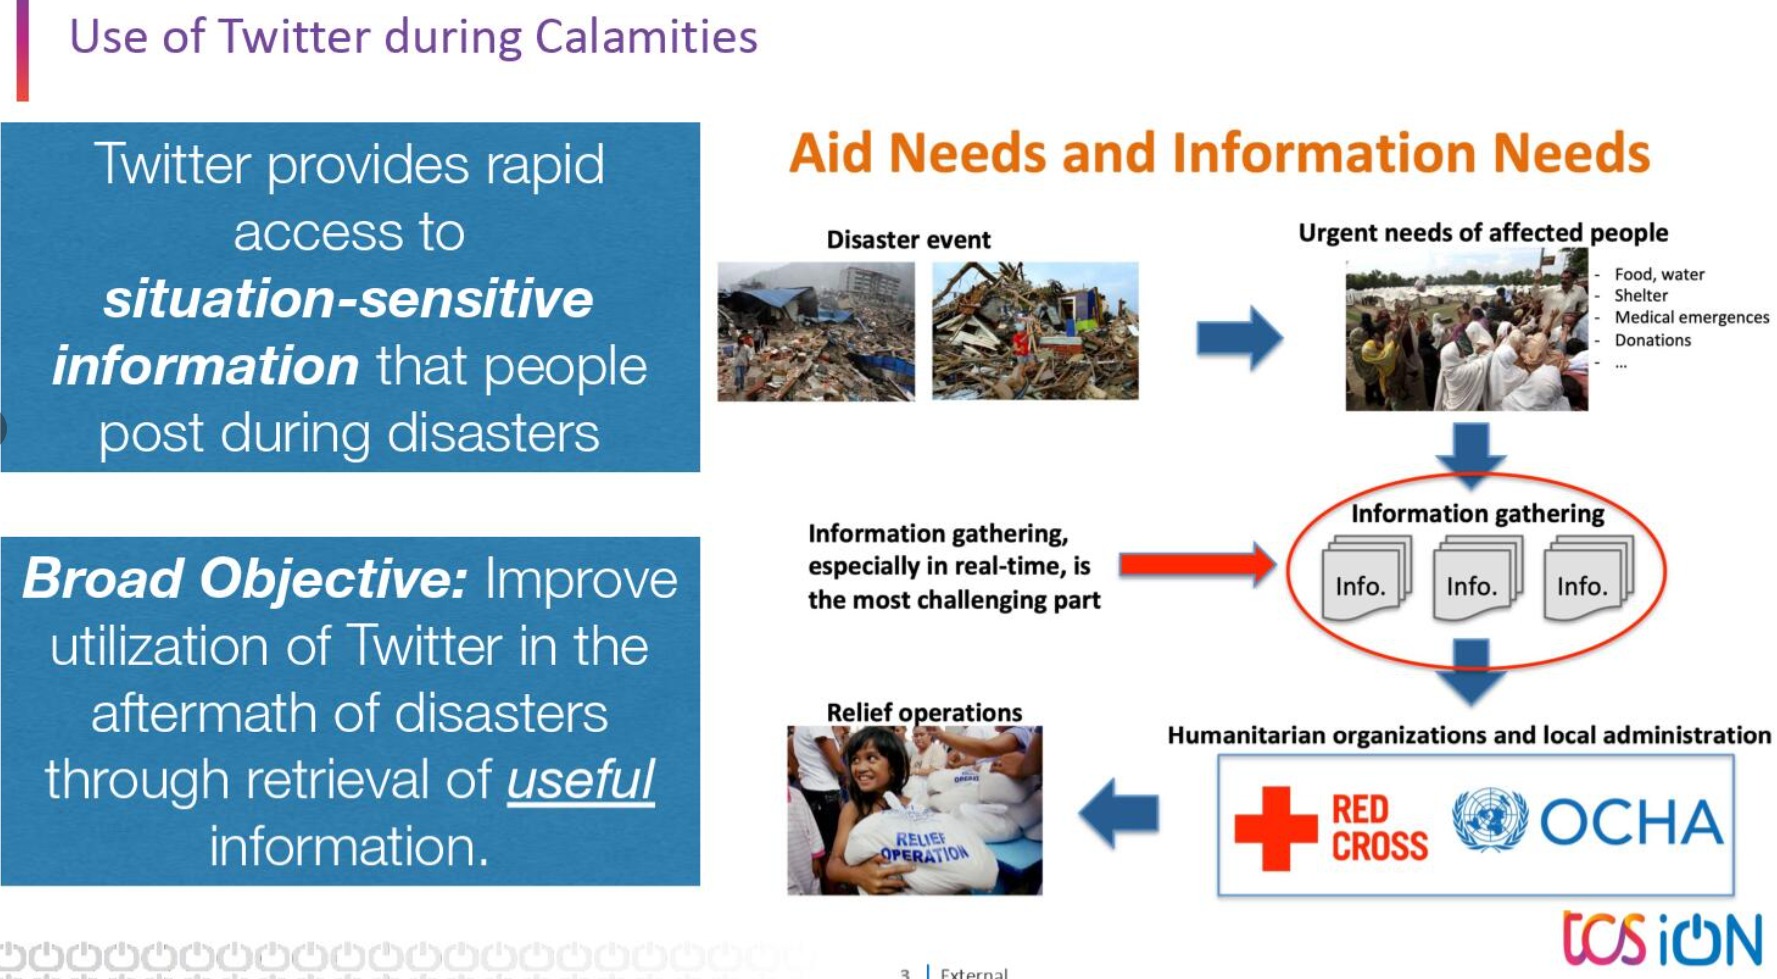 Use of Twitter during Calamities
Twitter provides rapid
access to
situation-sensitive
information that people
post during disasters
Broad Objective: Improve
utilization of Twitter in the
aftermath of disasters
through retrieval of useful
information.
Aid Needs and Information Needs
Disaster event
Urgent needs of affected people
- Food, water
- Shelter
- Medical emergences
- Donations
- ...
Information gathering,
especially in real-time, is
the most challenging part
Information gathering
Info.
Info.
Info.
Humanitarian organizations and local administration
RED
CROSS
OCHA
Relief operations
RELIEF
OPERATION
tcs iON
3 | External